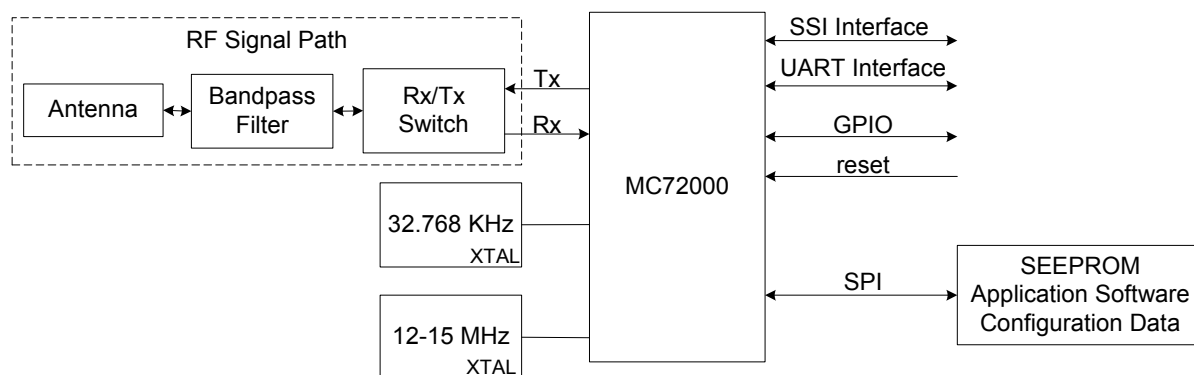 RF Signal Path
Antenna
Bandpass
Filter
Rx/Tx
Switch
Tx
Rx
32.768 KHz
XTAL
12-15 MHz
XTAL
MC72000
SSI Interface
UART Interface
GPIO
reset
SPI
SEEPROM
Application Software
Configuration Data